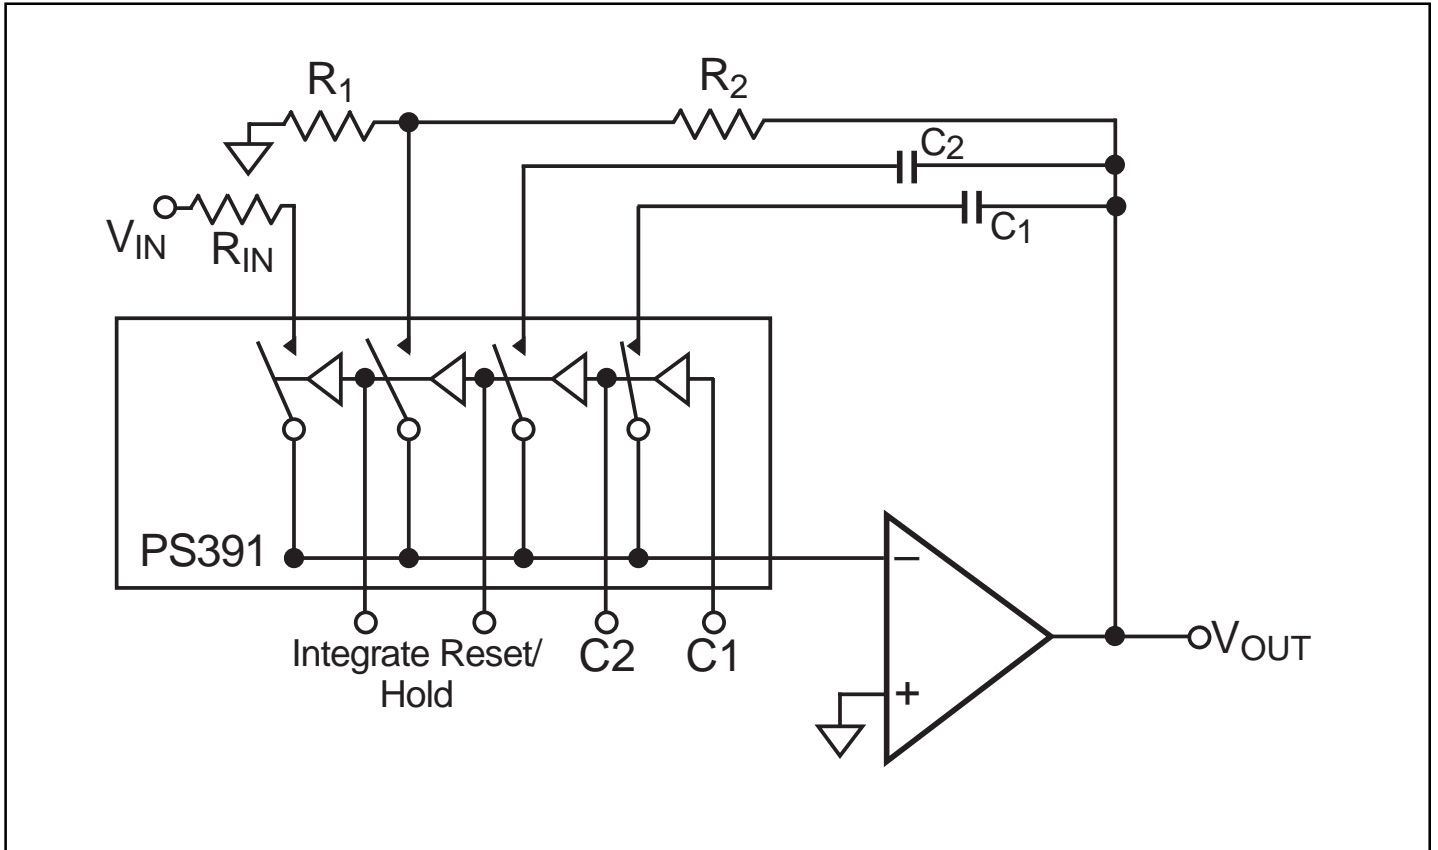 R1
R2
C2
C1
VIN
RIN
PS391
−
+
Integrate Reset/
Hold
C2
C1
VOUT